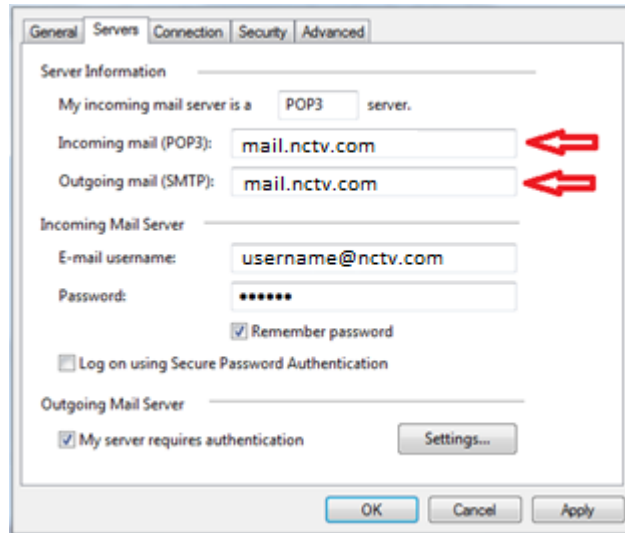 General Servers Connection Security Advanced
Server Information
My incoming mail server is a POP3 server.
Incoming mail (POP3): mail.nctv.com
Outgoing mail (SMTP): mail.nctv.com
Incoming Mail Server
E-mail username: username@nctv.com
Password: ••••••
Remember password
Log on using Secure Password Authentication
Outgoing Mail Server
My server requires authentication Settings...
OK Cancel Apply